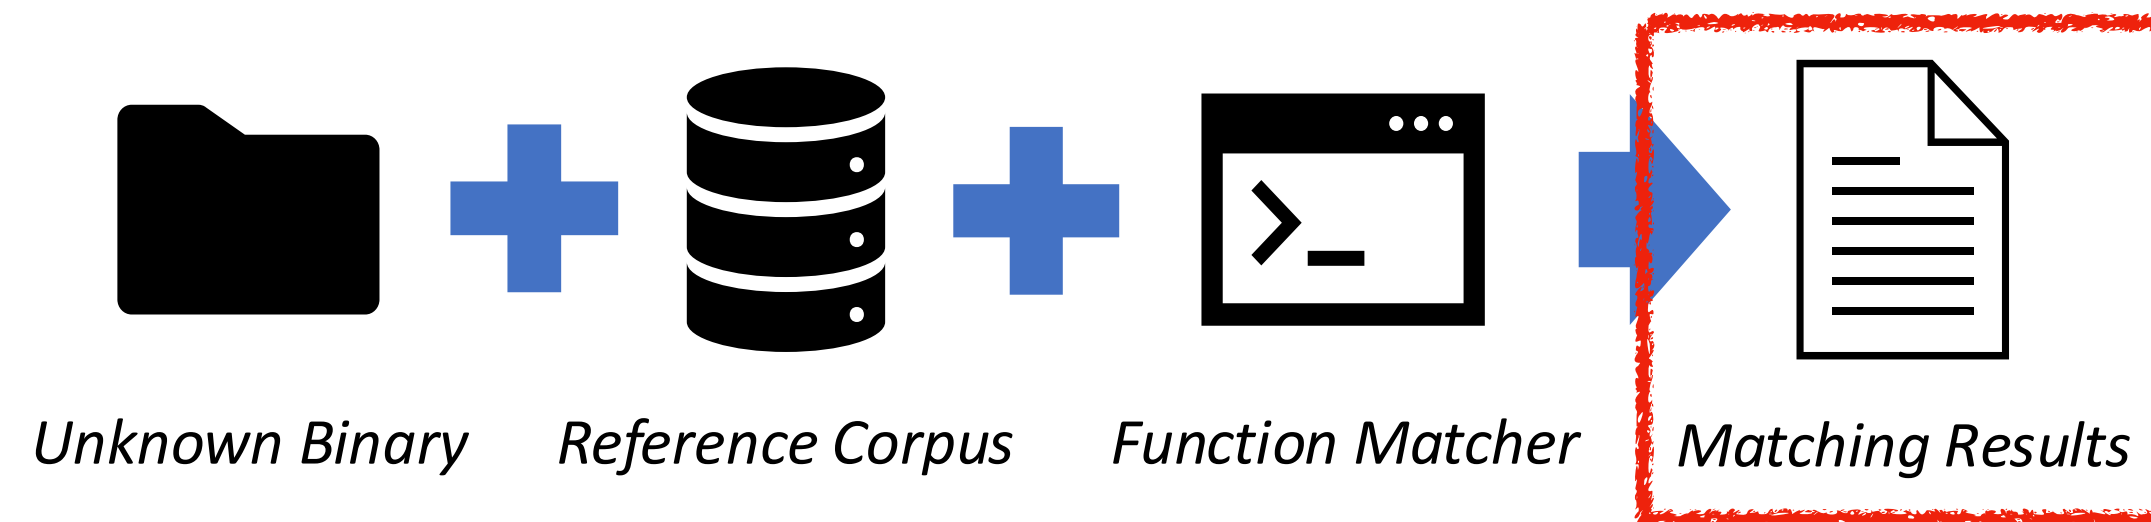 Unknown Binary
Reference Corpus
Function Matcher
Matching Results